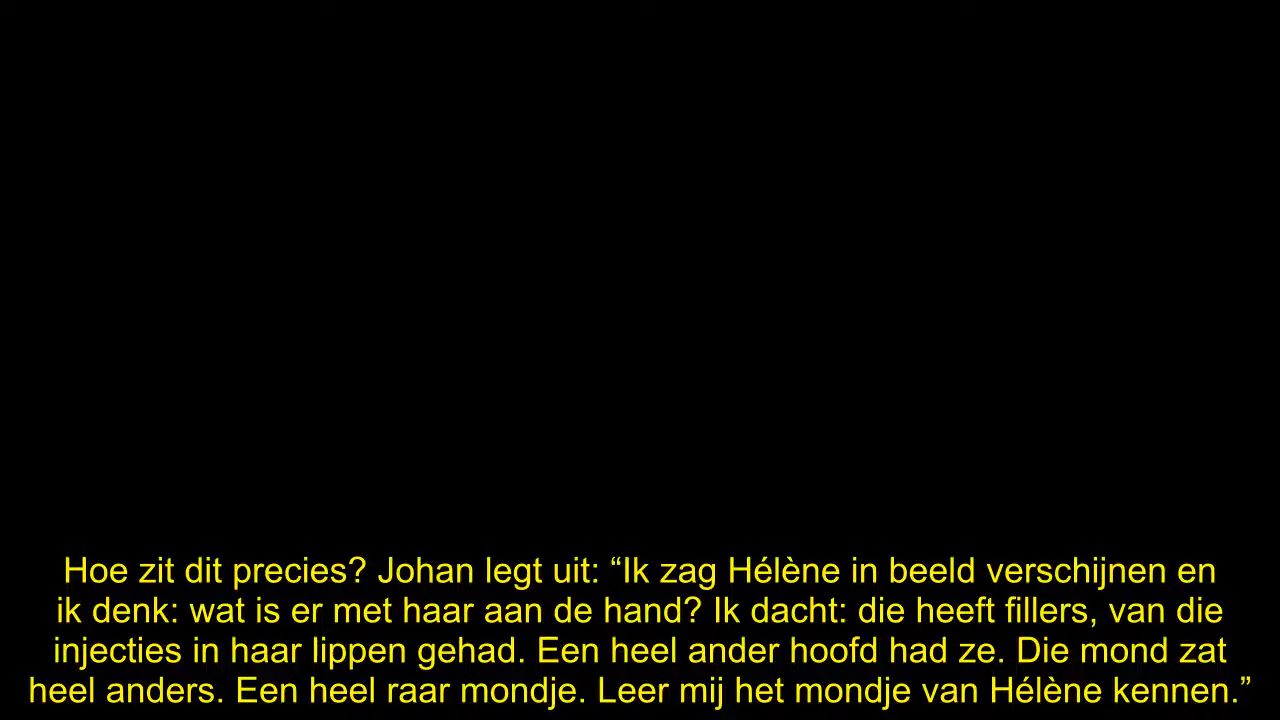 Hoe zit dit precies? Johan legt uit: “Ik zag Hélène in beeld verschijnen en
ik denk: wat is er met haar aan de hand? Ik dacht: die heeft fillers, van die
injecties in haar lippen gehad. Een heel ander hoofd had ze. Die mond zat
heel anders. Een heel raar mondje. Leer mij het mondje van Hélène kennen.”